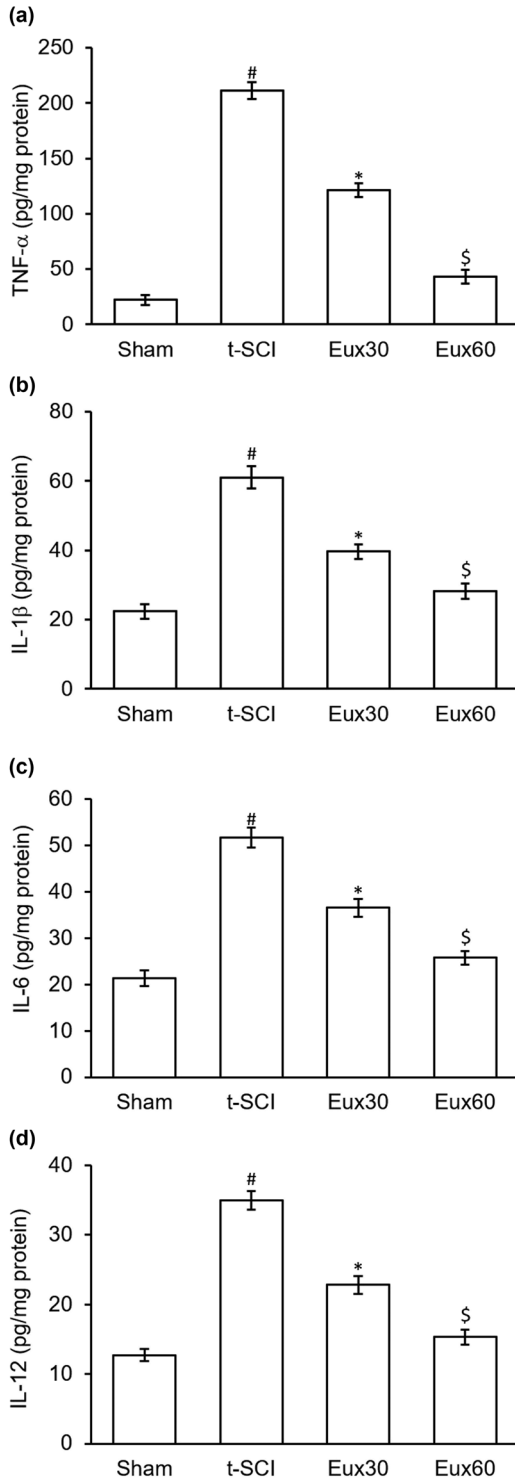 (a)
TNF-α (pg/mg protein)
250
200
150
100
50
0
#
*
$
Sham t-SCI Eux30 Eux60
(b)
IL-1β (pg/mg protein)
80
60
40
20
0
#
*
$
Sham t-SCI Eux30 Eux60
(c)
IL-6 (pg/mg protein)
60
50
40
30
20
10
0
#
*
$
Sham t-SCI Eux30 Eux60
(d)
IL-12 (pg/mg protein)
40
30
20
10
0
#
*
$
Sham t-SCI Eux30 Eux60